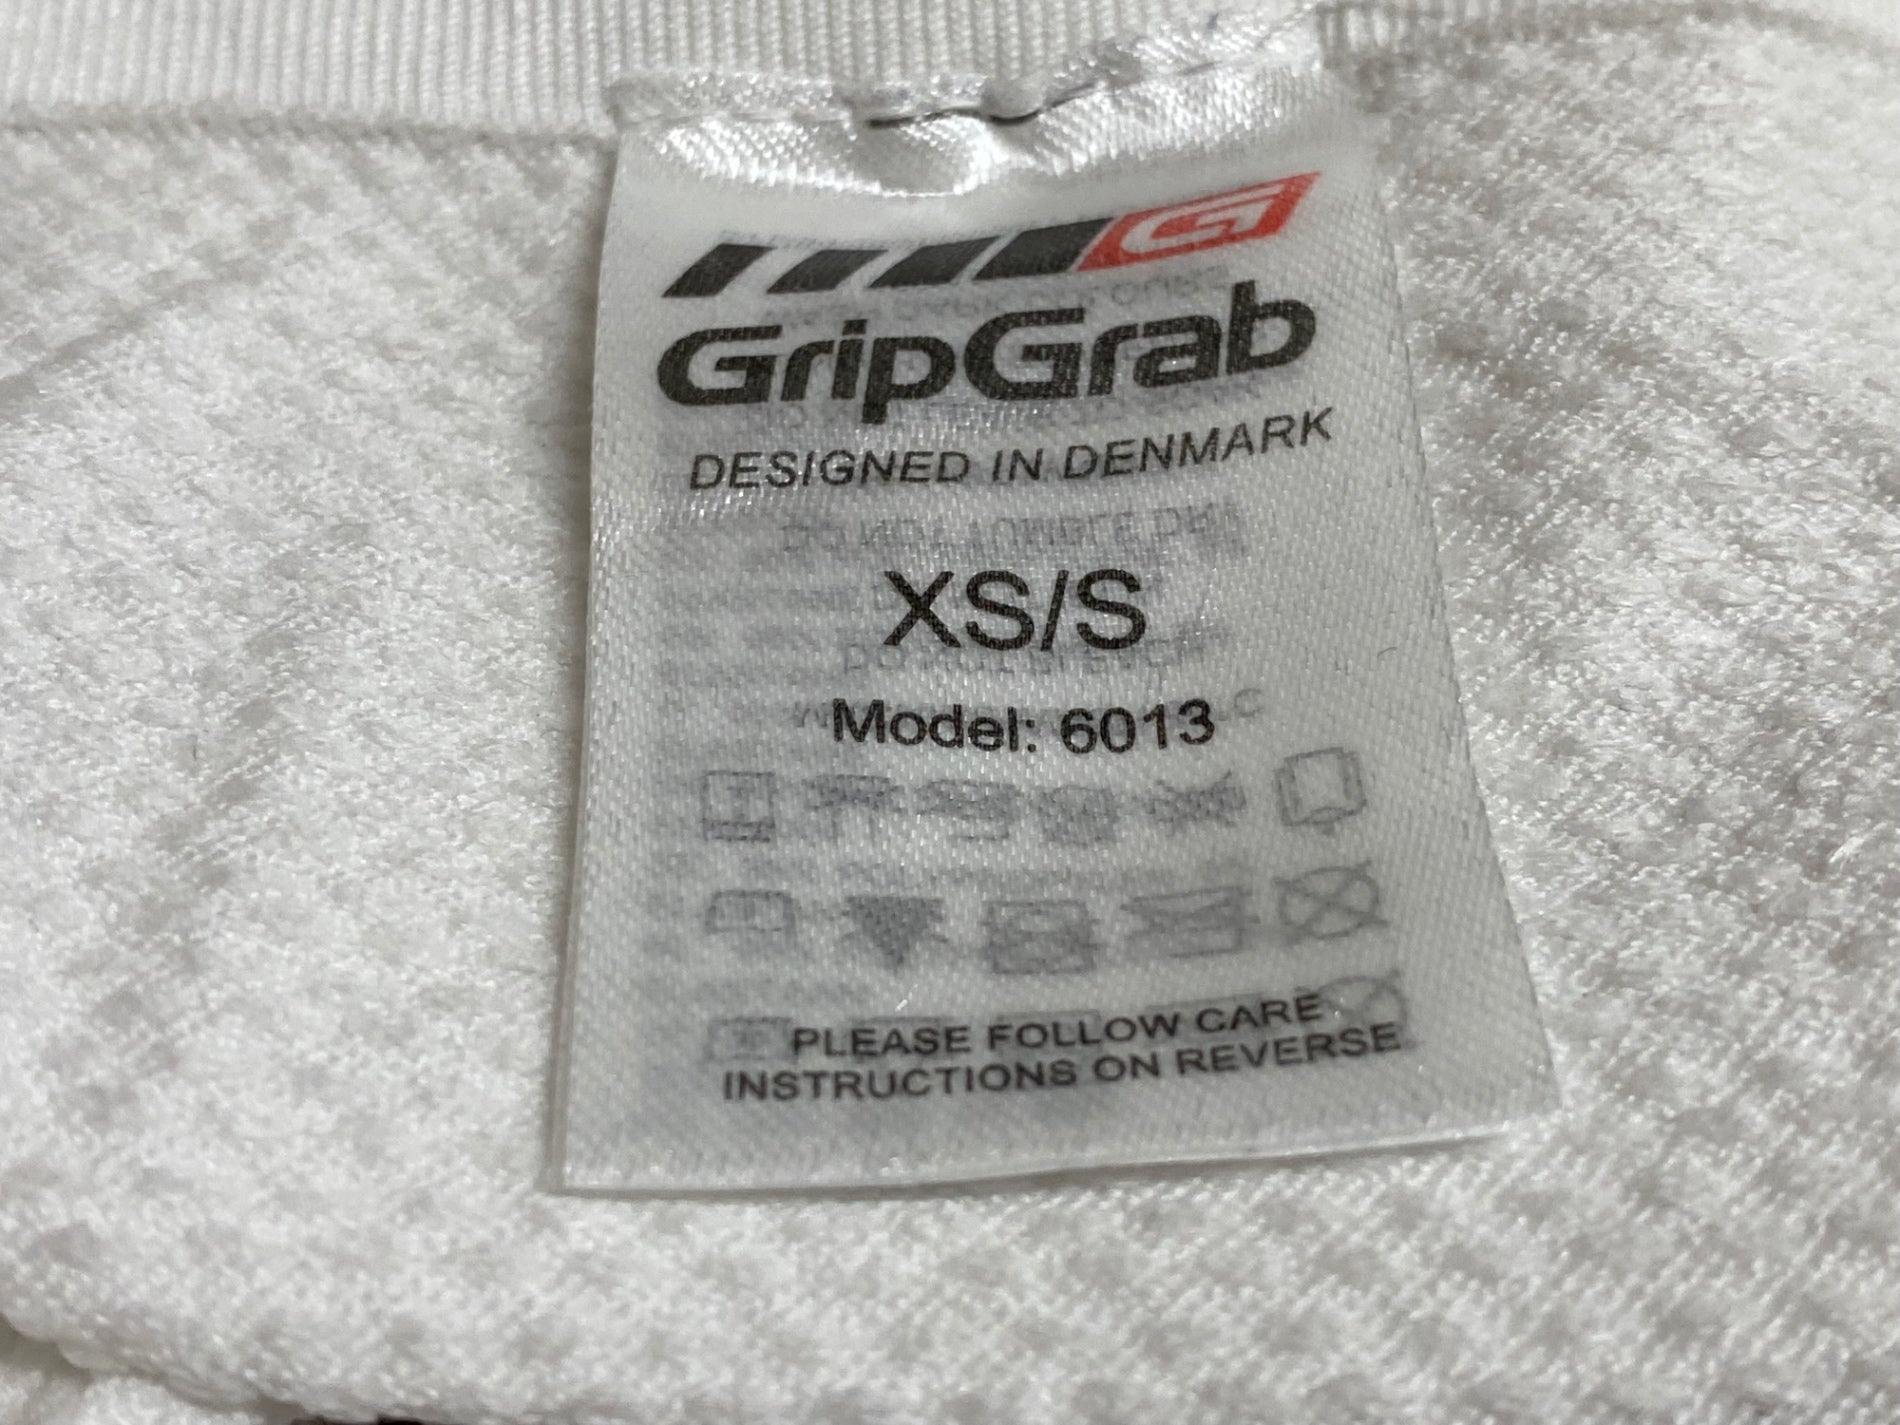 G
GripGrab
DESIGNED IN DENMARK
XS/S
Model: 6013
PLEASE FOLLOW CARE
INSTRUCTIONS ON REVERSE